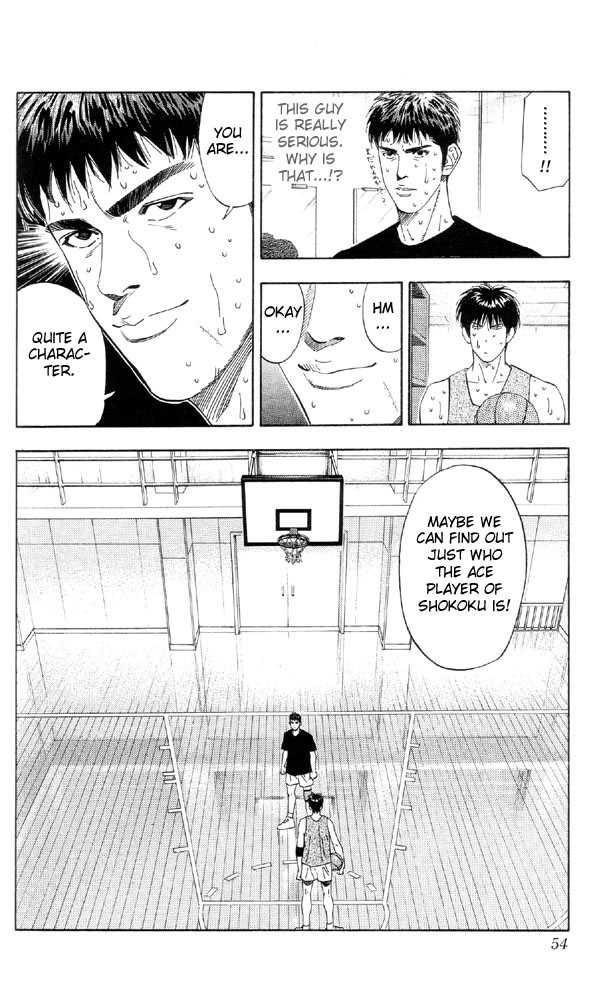 .........
!!
THIS GUY
IS REALLY
SERIOUS.
WHY IS
THAT...!?
HM
...
OKAY
...
YOU
ARE...
QUITE A
CHARAC-
TER.
MAYBE WE
CAN FIND OUT
JUST WHO
THE ACE
PLAYER OF
SHOKOKU IS!
54